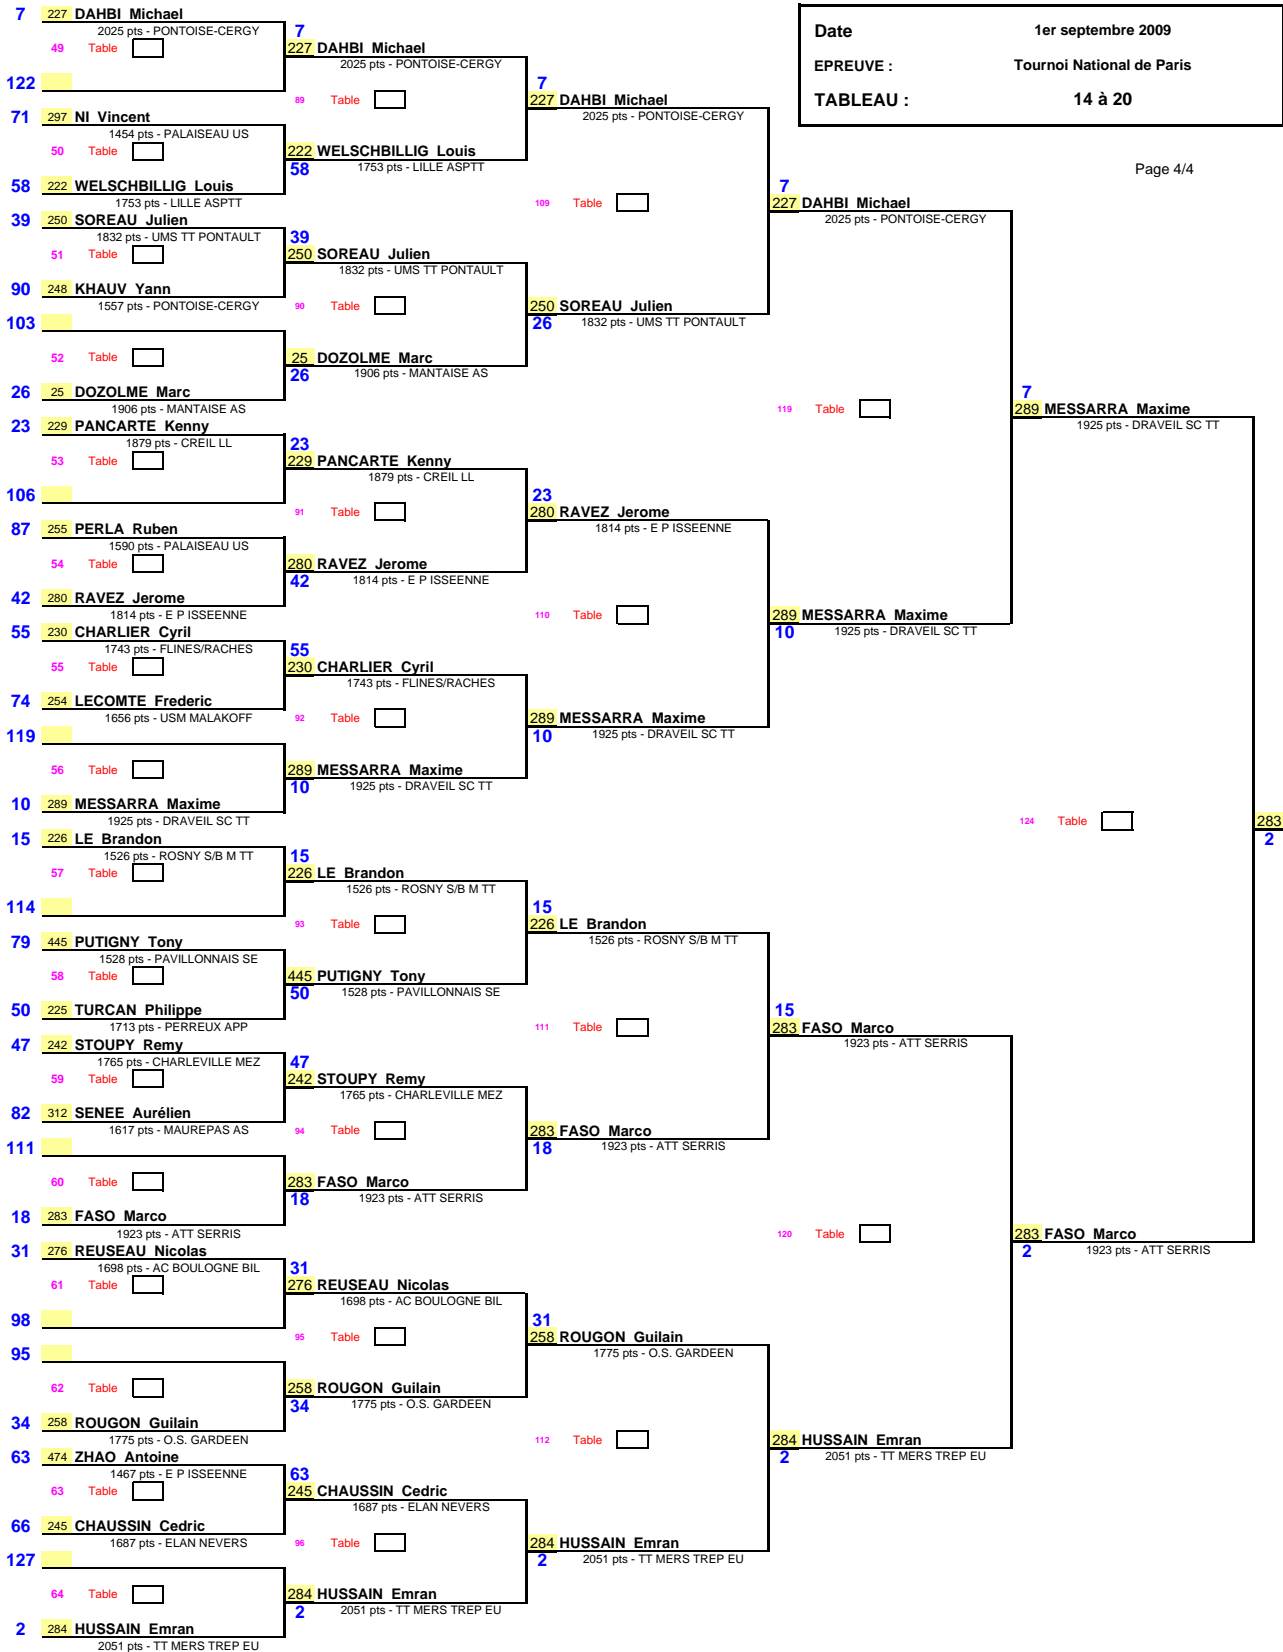 Date 1er septembre 2009
EPREUVE : Tournoi National de Paris
TABLEAU : 14 à 20
Page 4/4
7 227 DAHBI Michael
2025 pts - PONTOISE-CERGY
49 Table
122
71 297 NI Vincent
1454 pts - PALAISEAU US
50 Table
58 222 WELSCHBILLIG Louis
1753 pts - LILLE ASPTT
39 250 SOREAU Julien
1832 pts - UMS TT PONTAULT
51 Table
90 248 KHAUV Yann
1557 pts - PONTOISE-CERGY
103
52 Table
26 25 DOZOLME Marc
1906 pts - MANTAISE AS
23 229 PANCARTE Kenny
1879 pts - CREIL LL
53 Table
106
87 255 PERLA Ruben
1590 pts - PALAISEAU US
54 Table
42 280 RAVEZ Jerome
1814 pts - E P ISSEENNE
55 230 CHARLIER Cyril
1743 pts - FLINES/RACHES
55 Table
74 254 LECOMTE Frederic
1656 pts - USM MALAKOFF
119
56 Table
10 289 MESSARRA Maxime
1925 pts - DRAVEIL SC TT
15 226 LE Brandon
1526 pts - ROSNY S/B M TT
57 Table
114
79 445 PUTIGNY Tony
1528 pts - PAVILLONNAIS SE
58 Table
50 225 TURCAN Philippe
1713 pts - PERREUX APP
47 242 STOUPY Remy
1765 pts - CHARLEVILLE MEZ
59 Table
82 312 SENEE Aurélien
1617 pts - MAUREPAS AS
111
60 Table
18 283 FASO Marco
1923 pts - ATT SERRIS
31 276 REUSEAU Nicolas
1698 pts - AC BOULOGNE BIL
61 Table
98
95
62 Table
34 258 ROUGON Guilain
1775 pts - O.S. GARDEEN
63 474 ZHAO Antoine
1467 pts - E P ISSEENNE
63 Table
66 245 CHAUSSIN Cedric
1687 pts - ELAN NEVERS
127
64 Table
2 284 HUSSAIN Emran
2051 pts - TT MERS TREP EU
7
227 DAHBI Michael
2025 pts - PONTOISE-CERGY
89 Table
222 WELSCHBILLIG Louis
58 1753 pts - LILLE ASPTT
39
250 SOREAU Julien
1832 pts - UMS TT PONTAULT
90 Table
25 DOZOLME Marc
26 1906 pts - MANTAISE AS
23
229 PANCARTE Kenny
1879 pts - CREIL LL
91 Table
280 RAVEZ Jerome
42 1814 pts - E P ISSEENNE
55
230 CHARLIER Cyril
1743 pts - FLINES/RACHES
92 Table
289 MESSARRA Maxime
10 1925 pts - DRAVEIL SC TT
15
226 LE Brandon
1526 pts - ROSNY S/B M TT
93 Table
445 PUTIGNY Tony
50 1528 pts - PAVILLONNAIS SE
47
242 STOUPY Remy
1765 pts - CHARLEVILLE MEZ
94 Table
283 FASO Marco
18 1923 pts - ATT SERRIS
31
276 REUSEAU Nicolas
1698 pts - AC BOULOGNE BIL
95 Table
258 ROUGON Guilain
34 1775 pts - O.S. GARDEEN
63
245 CHAUSSIN Cedric
1687 pts - ELAN NEVERS
96 Table
284 HUSSAIN Emran
2 2051 pts - TT MERS TREP EU
7
227 DAHBI Michael
2025 pts - PONTOISE-CERGY
109 Table
250 SOREAU Julien
26 1832 pts - UMS TT PONTAULT
23
280 RAVEZ Jerome
1814 pts - E P ISSEENNE
110 Table
289 MESSARRA Maxime
10 1925 pts - DRAVEIL SC TT
15
226 LE Brandon
1526 pts - ROSNY S/B M TT
111 Table
283 FASO Marco
18 1923 pts - ATT SERRIS
31
258 ROUGON Guilain
1775 pts - O.S. GARDEEN
112 Table
284 HUSSAIN Emran
2 2051 pts - TT MERS TREP EU
7
227 DAHBI Michael
2025 pts - PONTOISE-CERGY
119 Table
289 MESSARRA Maxime
10 1925 pts - DRAVEIL SC TT
15
283 FASO Marco
1923 pts - ATT SERRIS
120 Table
284 HUSSAIN Emran
2 2051 pts - TT MERS TREP EU
7
289 MESSARRA Maxime
1925 pts - DRAVEIL SC TT
124 Table
283 FASO Marco
2 1923 pts - ATT SERRIS
283
2